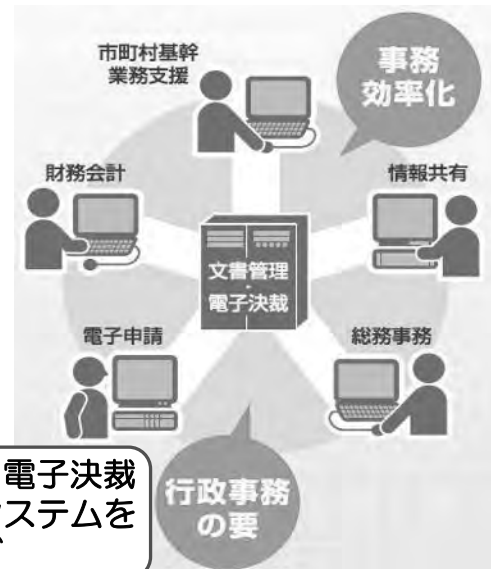 市町村基幹
業務支援
事務
効率化
財務会計
情報共有
文書管理
・
電子決裁
電子申請
総務事務
電子決裁
ステムを
行政事務
の要